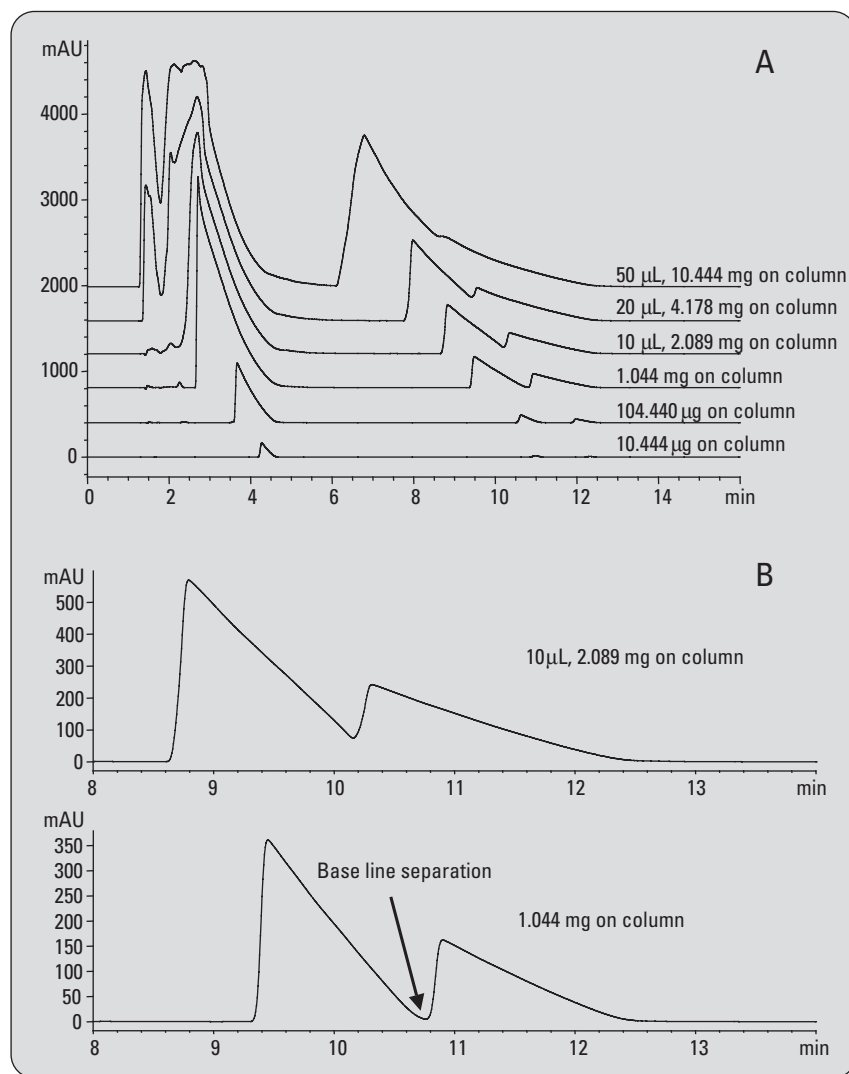 mAU
A
4000
3000
2000
1000
0
50 µL, 10.444 mg on column
20 µL, 4.178 mg on column
10 µL, 2.089 mg on column
1.044 mg on column
104.440 µg on column
10.444 µg on column
0 2 4 6 8 10 12 14 min
mAU
B
500
400
300
200
100
0
10µL, 2.089 mg on column
8 9 10 11 12 13 min
mAU
350
300
250
200
150
100
50
0
Base line separation
1.044 mg on column
8 9 10 11 12 13 min